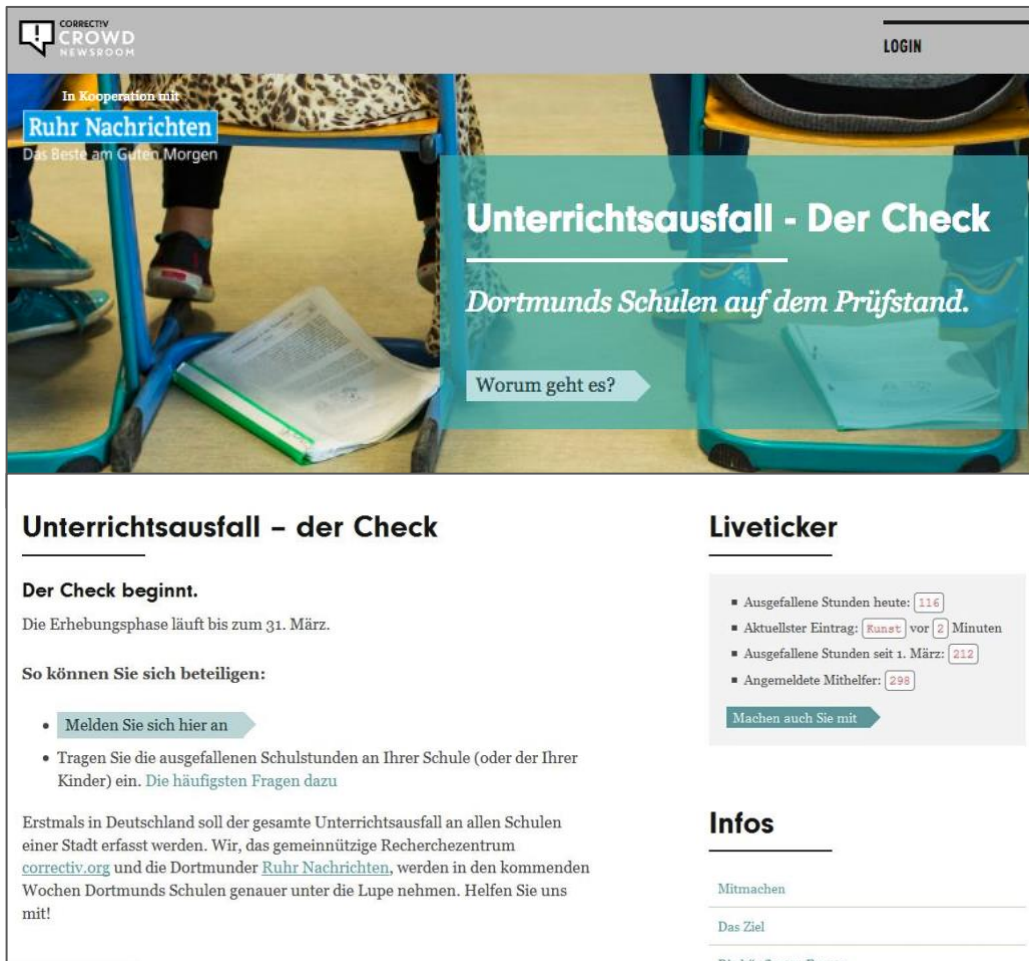 CORRECT!V
CROWD
NEWSROOM
LOGIN
In Kooperation mit
Ruhr Nachrichten
Das Beste am Guten Morgen
Unterrichtsausfall - Der Check
Dortmunds Schulen auf dem Prüfstand.
Worum geht es?
Unterrichtsausfall – der Check
Der Check beginnt.
Die Erhebungsphase läuft bis zum 31. März.
So können Sie sich beteiligen:
Melden Sie sich hier an
Tragen Sie die ausgefallenen Schulstunden an Ihrer Schule (oder der Ihrer
Kinder) ein. Die häufigsten Fragen dazu
Erstmals in Deutschland soll der gesamte Unterrichtsausfall an allen Schulen
einer Stadt erfasst werden. Wir, das gemeinnützige Recherchezentrum
correctiv.org und die Dortmunder Ruhr Nachrichten, werden in den kommenden
Wochen Dortmunds Schulen genauer unter die Lupe nehmen. Helfen Sie uns
mit!
Liveticker
Ausgefallene Stunden heute: 116
Aktuellster Eintrag: Kunst vor 2 Minuten
Ausgefallene Stunden seit 1. März: 212
Angemeldete Mithelfer: 298
Machen auch Sie mit
Infos
Mitmachen
Das Ziel